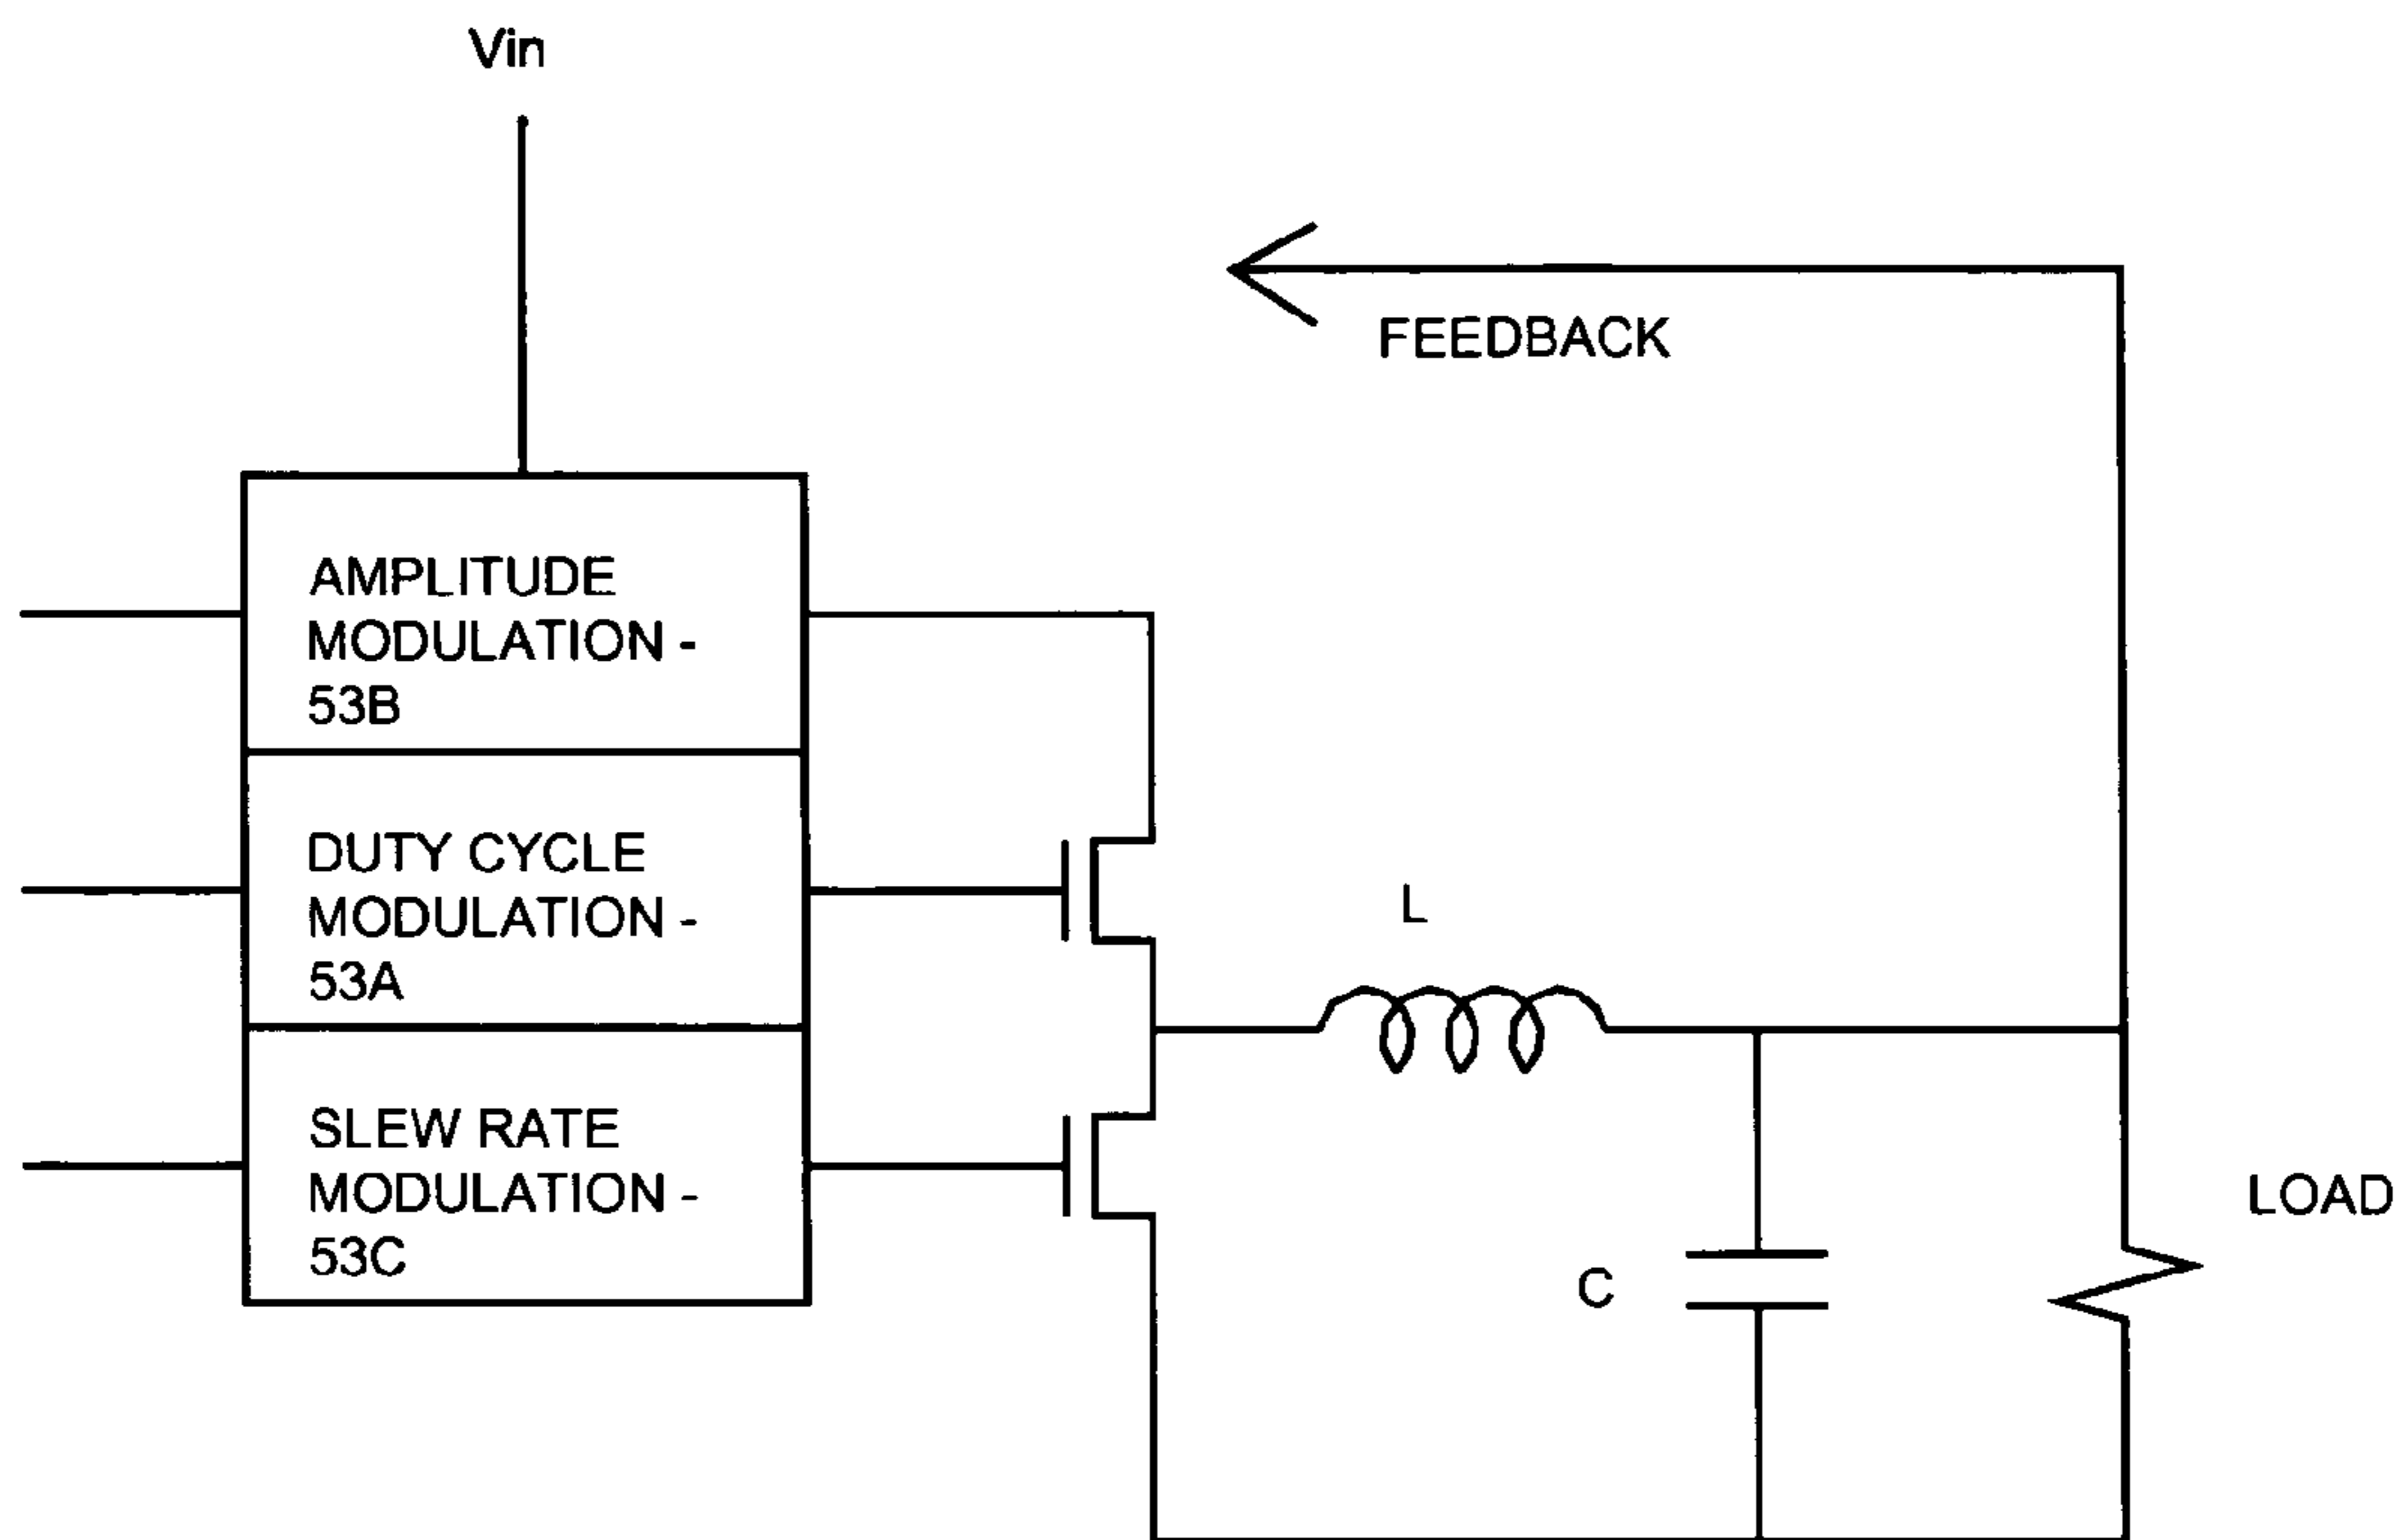 Vin
FEEDBACK
AMPLITUDE
MODULATION -
53B
DUTY CYCLE
MODULATION -
53A
L
SLEW RATE
MODULATION -
53C
LOAD
C